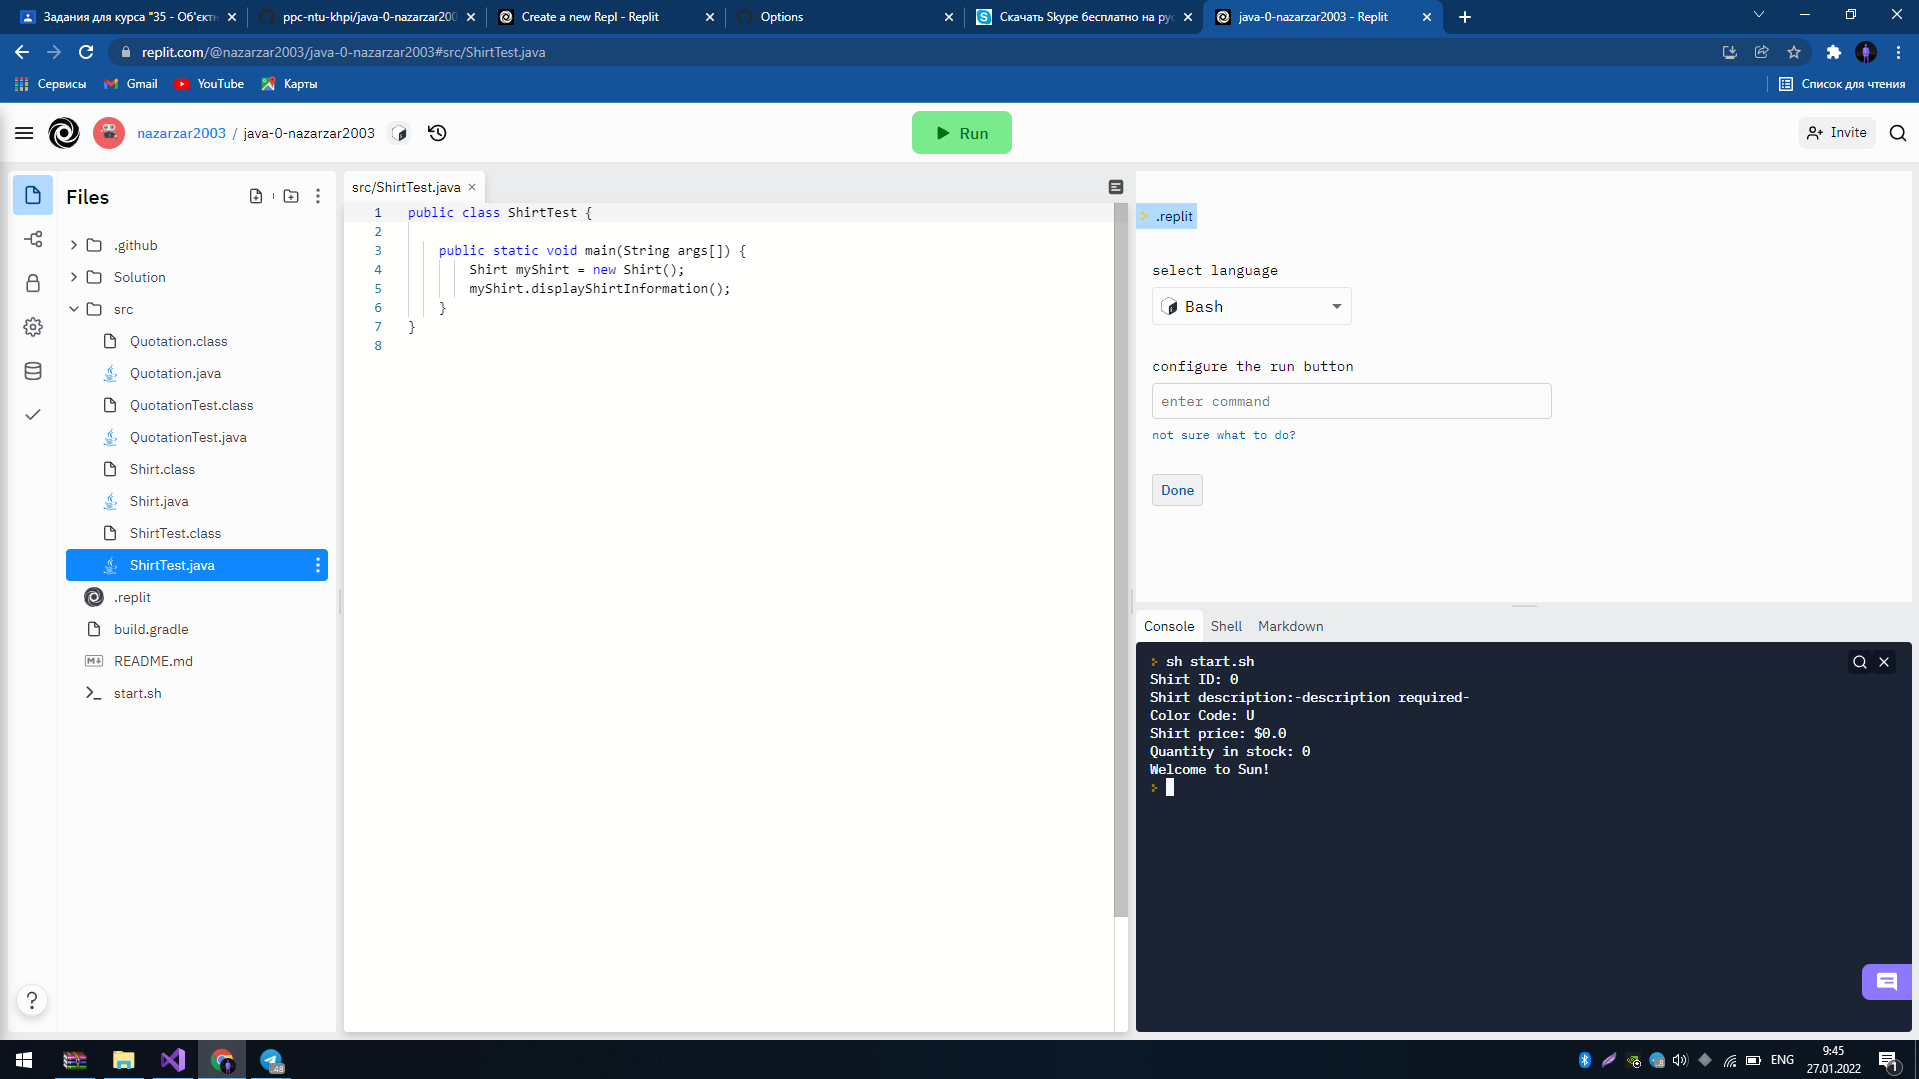 Задания для курса "35 - Об'єктн
ppc-ntu-khpi/java-0-nazarzar200
Create a new Repl - Replit
Options
Скачать Skype бесплатно на рус
java-0-nazarzar2003 - Replit
replit.com/@nazarzar2003/java-0-nazarzar2003#src/ShirtTest.java
Сервисы
Gmail
YouTube
Карты
Список для чтения
nazarzar2003 / java-0-nazarzar2003
Run
Invite
Files
.github
Solution
src
Quotation.class
Quotation.java
QuotationTest.class
QuotationTest.java
Shirt.class
Shirt.java
ShirtTest.class
ShirtTest.java
.replit
build.gradle
README.md
start.sh
src/ShirtTest.java
1 public class ShirtTest {
2
3 public static void main(String args[]) {
4 Shirt myShirt = new Shirt();
5 myShirt.displayShirtInformation();
6 }
7 }
8
.replit
select language
Bash
configure the run button
enter command
not sure what to do?
Done
Console Shell Markdown
sh start.sh
Shirt ID: 0
Shirt description:-description required-
Color Code: U
Shirt price: $0.0
Quantity in stock: 0
Welcome to Sun!
?
48
ENG
9:45
27.01.2022
1